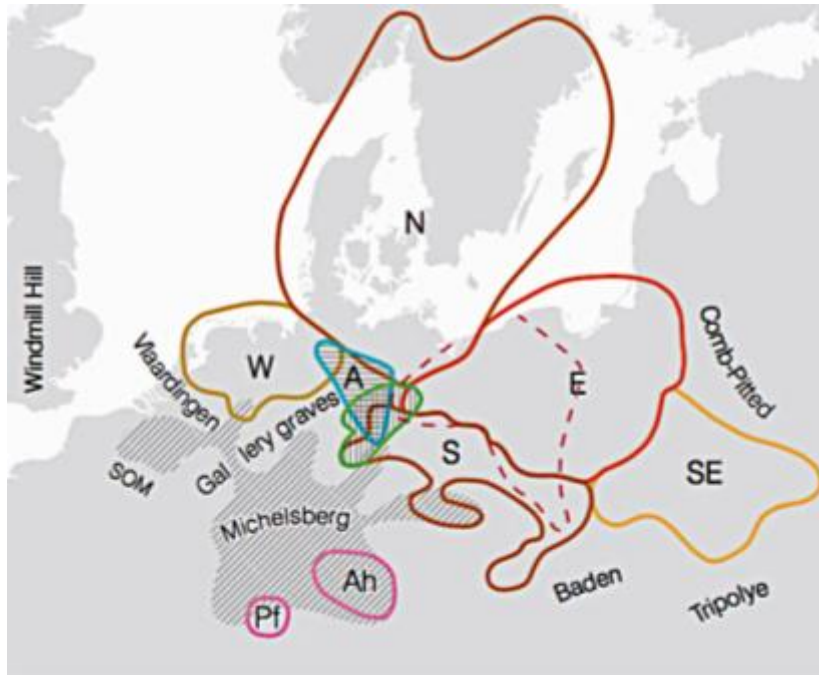 N
Windmill Hill
Vlaardingen
W
A
E
Comb-Pitted
Gal lery graves
S
SE
SOM
Michelsberg
Ah
Baden
Tripolye
Pf